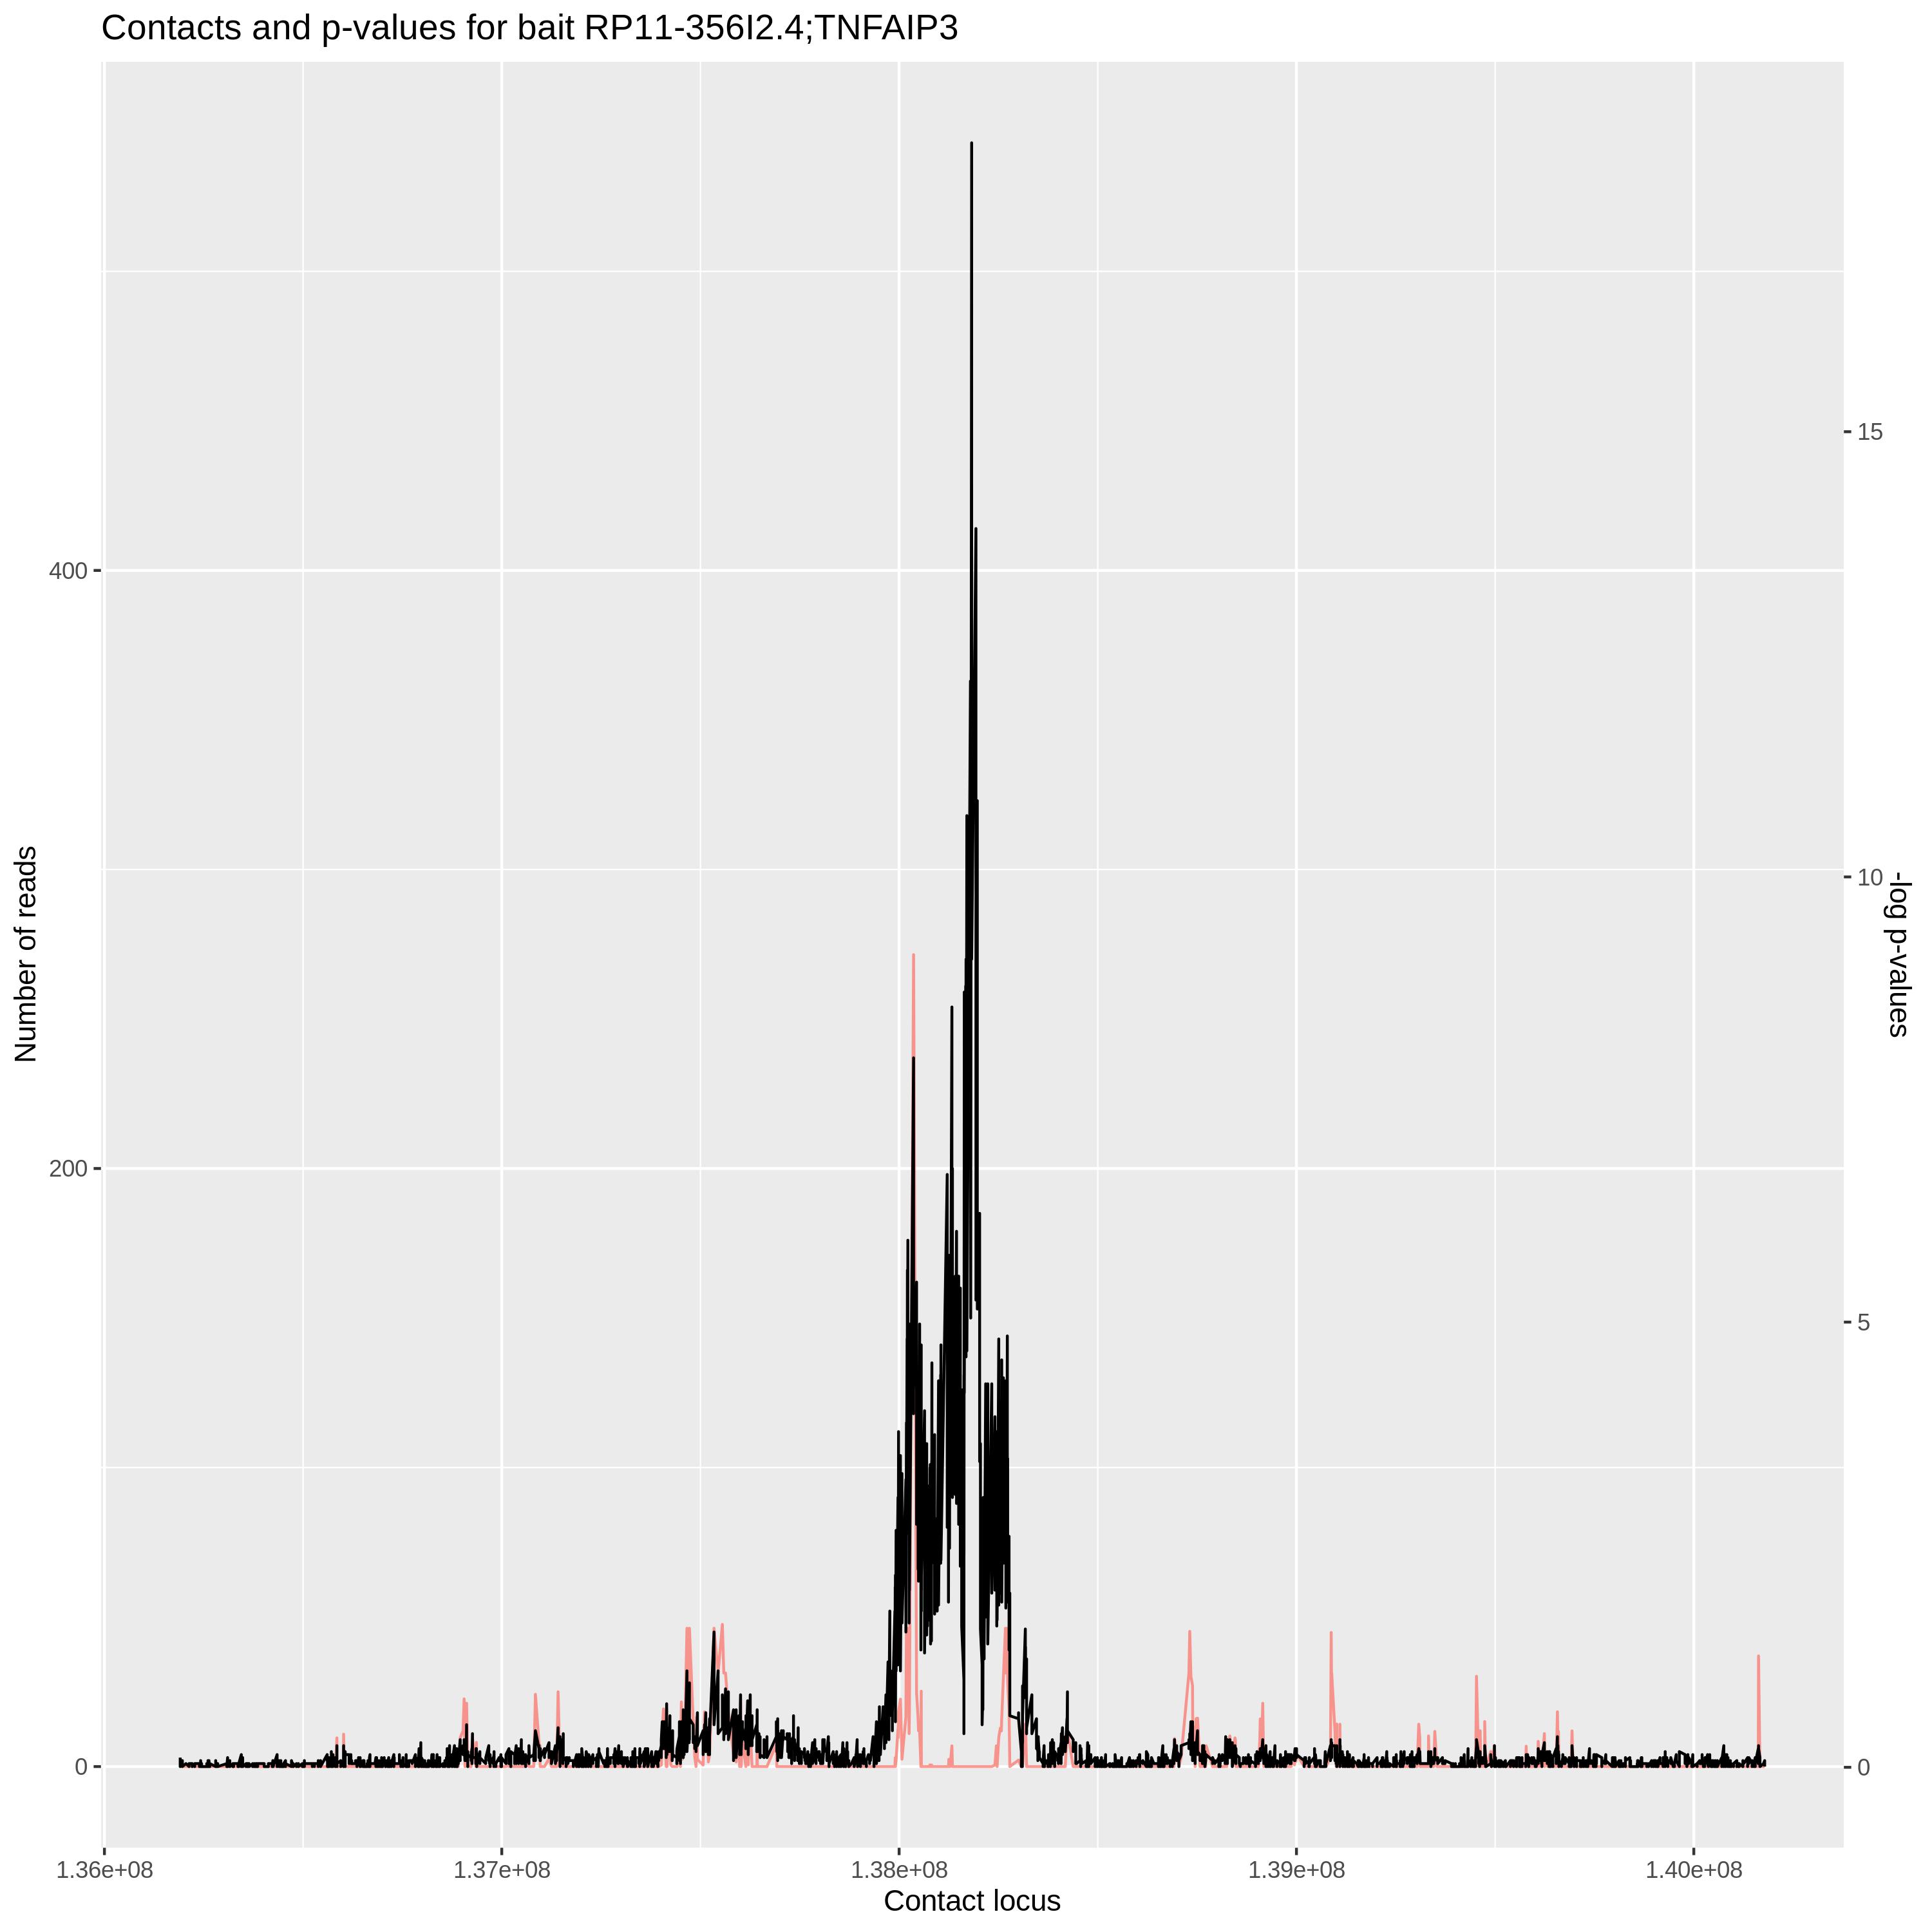 Contacts and p-values for bait RP11-356I2.4;TNFAIP3
Number of reads
400
200
0
15
10
5
0
-log p-values
1.36e+08
1.37e+08
1.38e+08
1.39e+08
1.40e+08
Contact locus